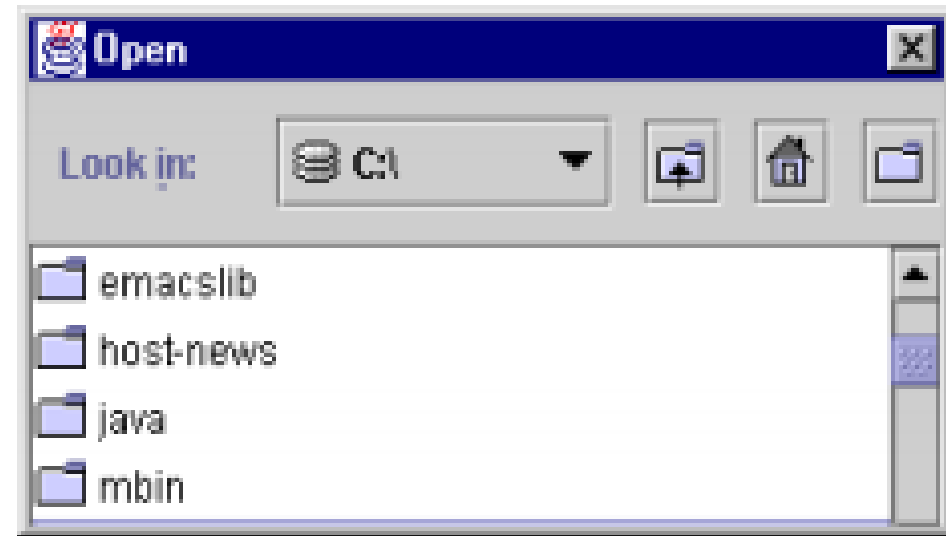 Open
Look in: C:\
emacslib
host-news
java
mbin